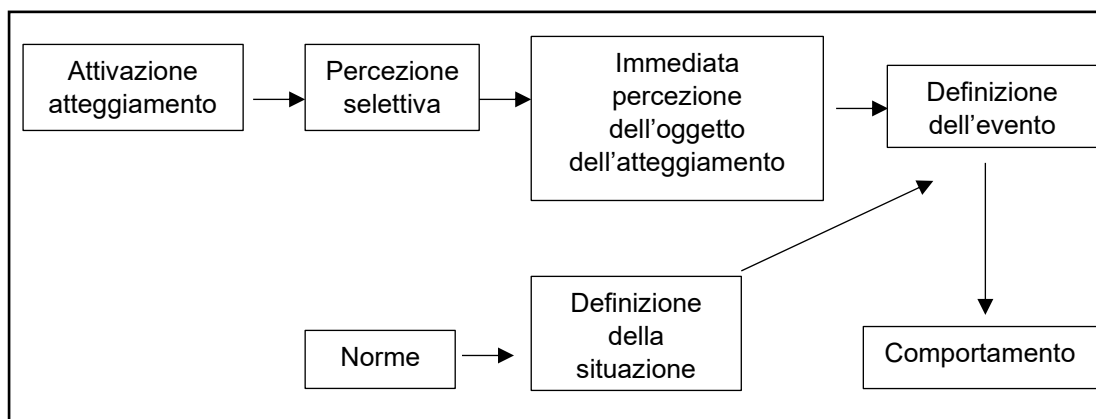 Attivazione
atteggiamento
Percezione
selettiva
Immediata
percezione
dell’oggetto
dell’atteggiamento
Definizione
dell’evento
Norme
Definizione
della
situazione
Comportamento